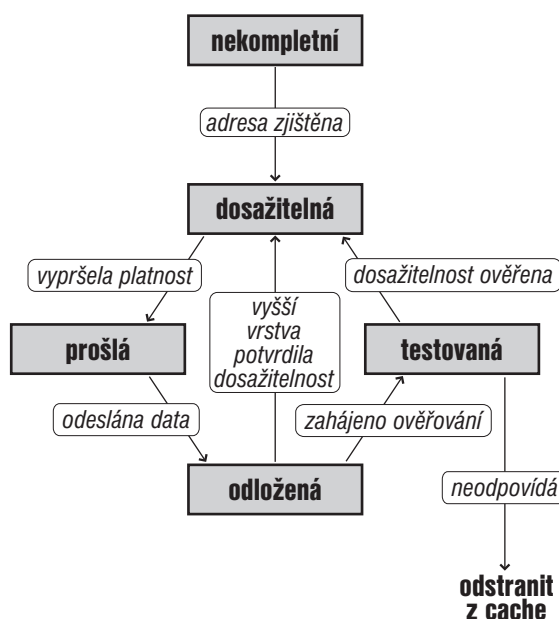 nekompletní
adresa zjištěna
dosažitelná
vypršela platnost
dosažitelnost ověřena
vyšší
vrstva
potvrdila
dosažitelnost
prošlá
testovaná
odeslána data
zahájeno ověřování
odložená
neodpovídá
odstranit
z cache